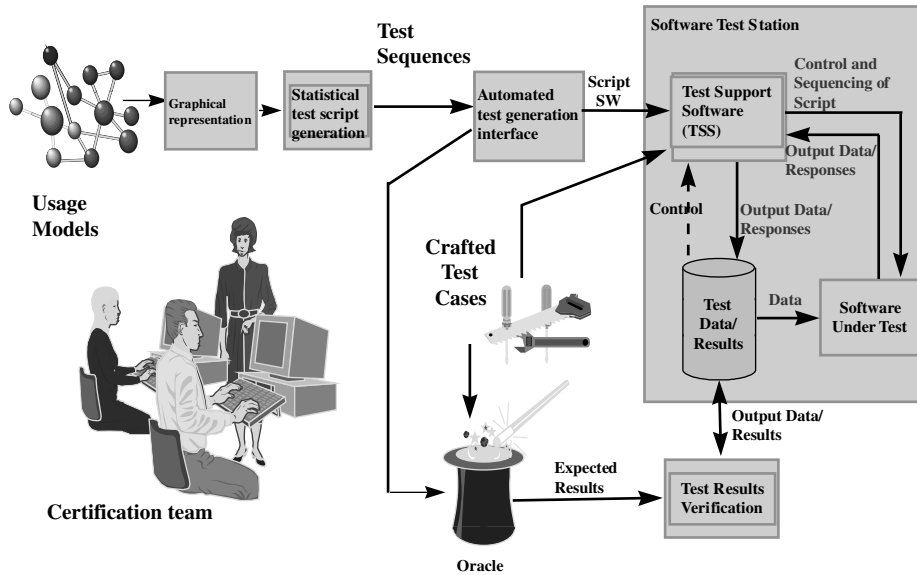 Software Test Station
Test
Sequences
Graphical
representation
Statistical
test script
generation
Automated
test generation
interface
Script
SW
Test Support
Software
(TSS)
Control and
Sequencing of
Script
Output Data/
Responses
Usage
Models
Control
Output Data/
Responses
Crafted
Test
Cases
Test
Data/
Results
Data
Software
Under Test
Output Data/
Results
Expected
Results
Test Results
Verification
Certification team
Oracle